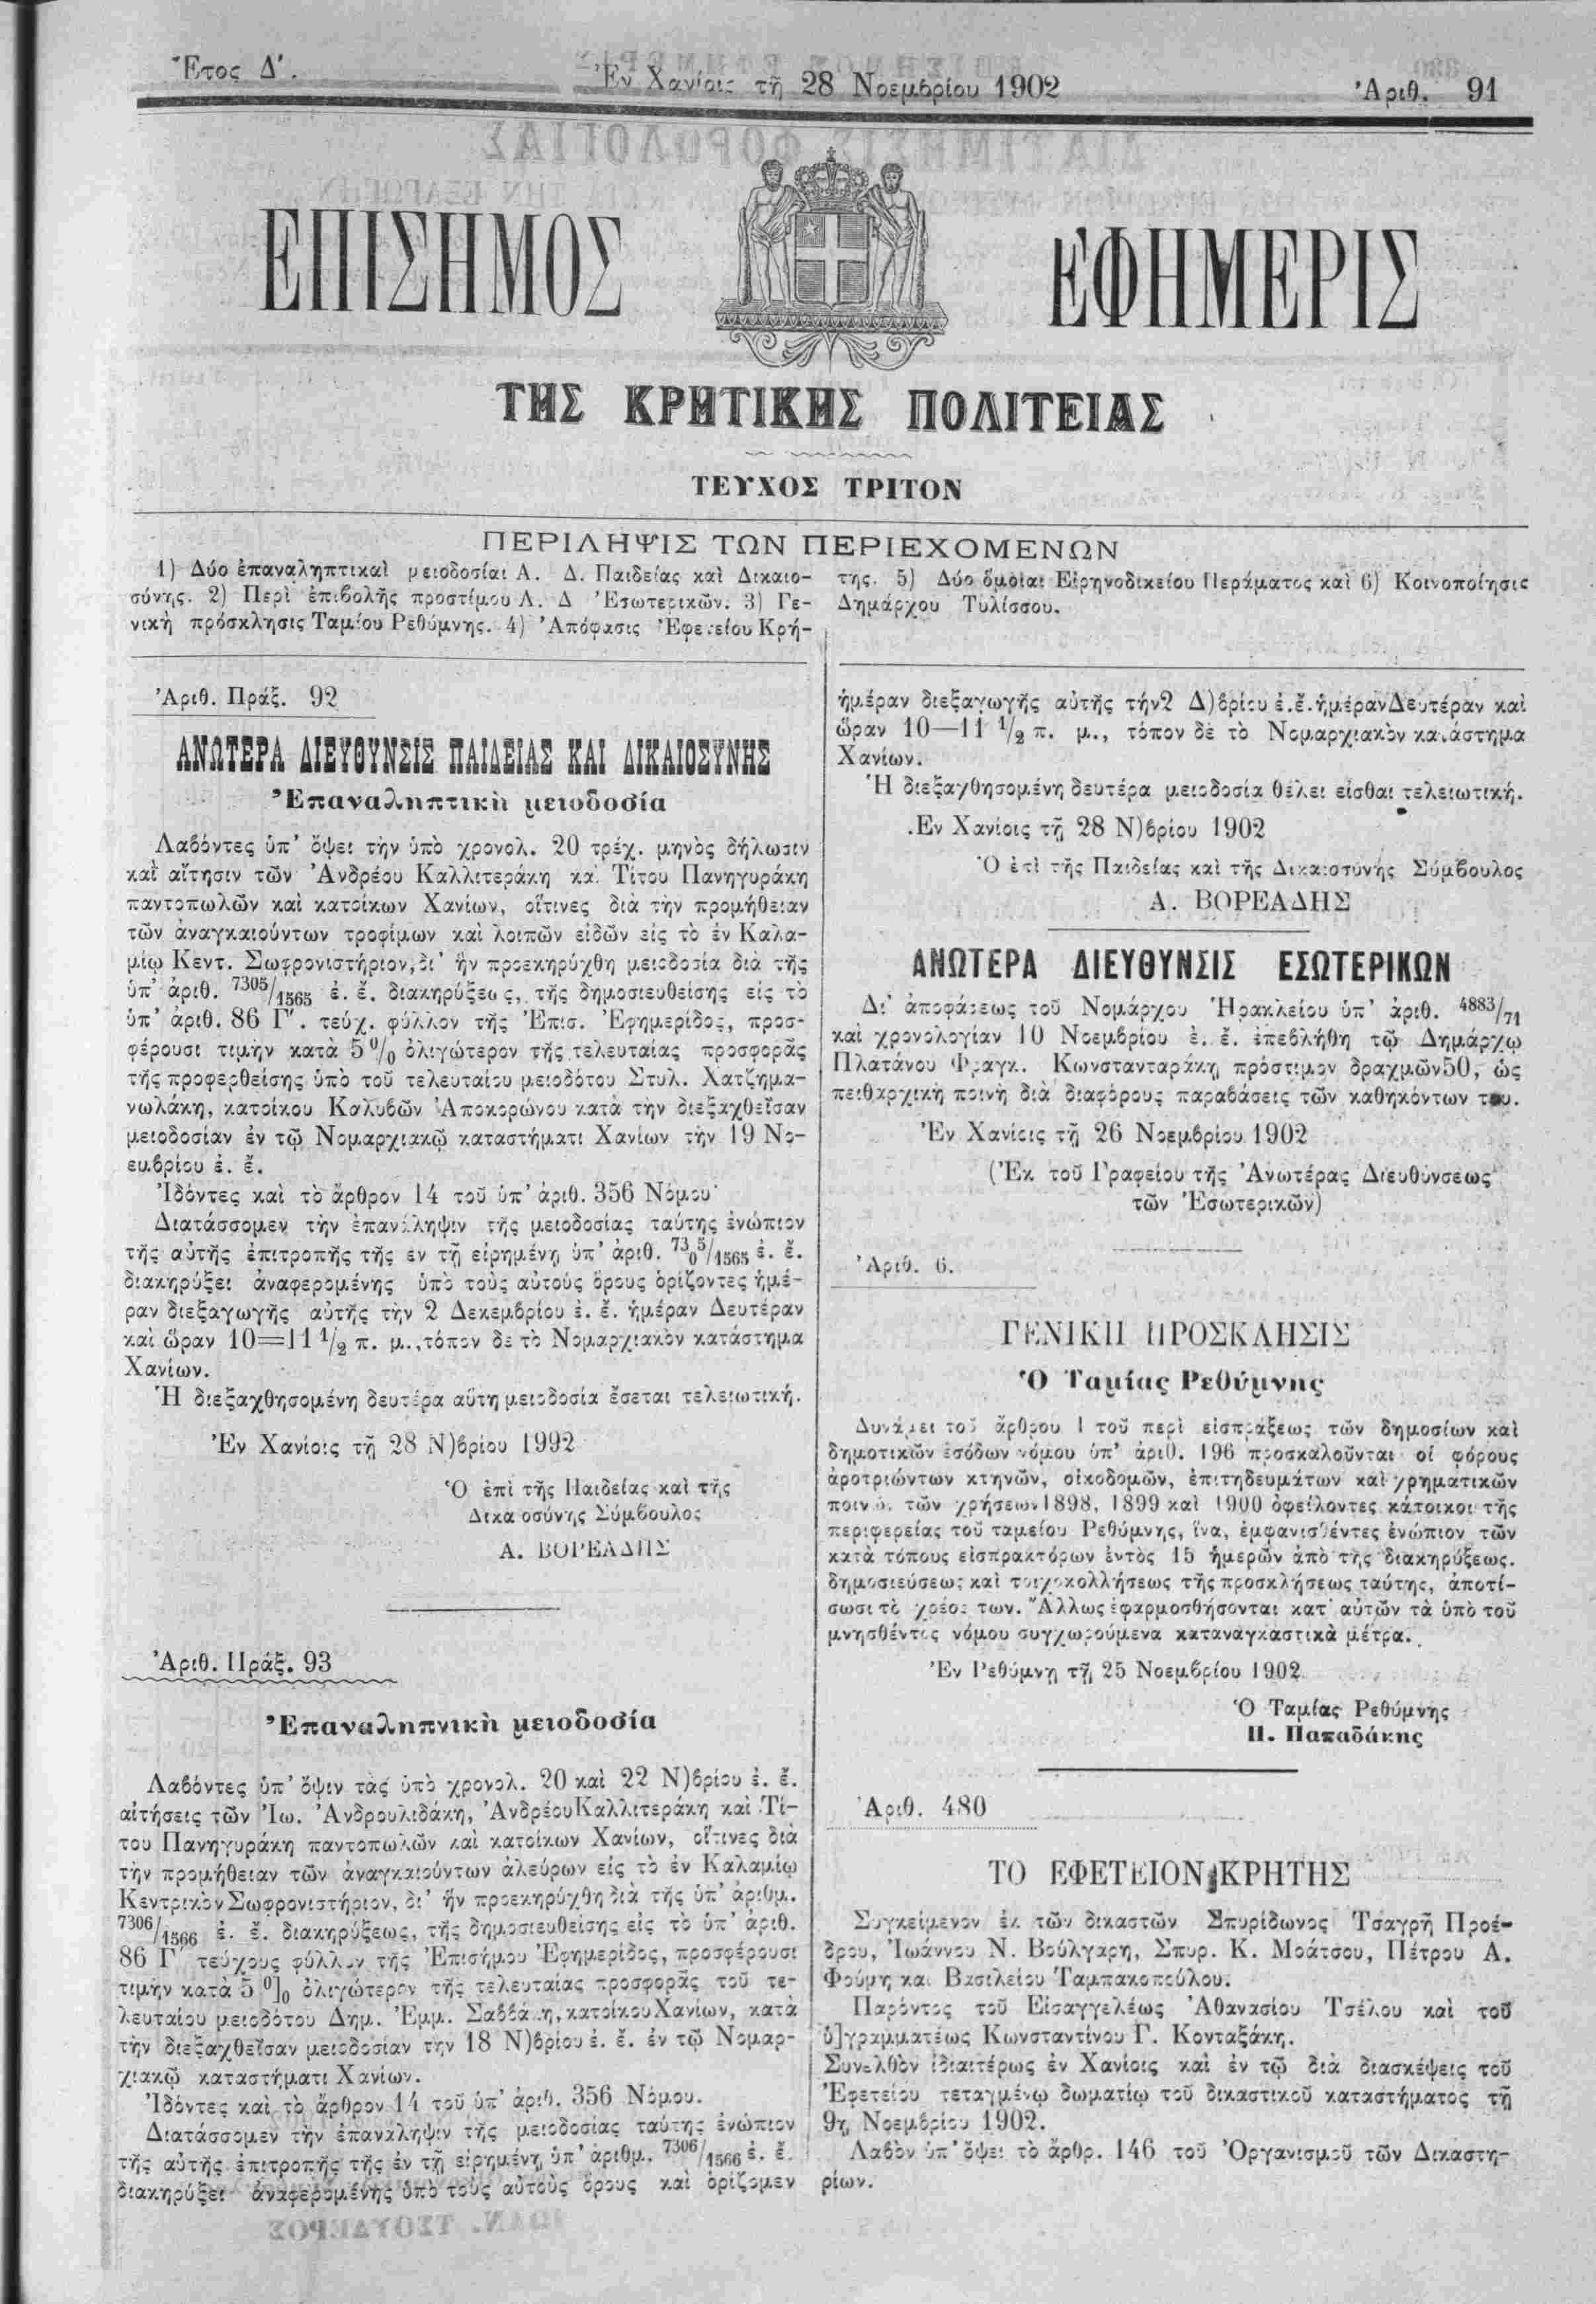 Ἔτος Δʹ.
Ἐν Χανίοις τῇ 28 Νοεμβρίου 1902
Ἀριθ. 91
ΕΠΙΣΗΜΟΣ ΕΦΗΜΕΡΙΣ
ΤΗΣ ΚΡΗΤΙΚΗΣ ΠΟΛΙΤΕΙΑΣ
ΤΕΥΧΟΣ ΤΡΙΤΟΝ
ΠΕΡΙΛΗΨΙΣ ΤΩΝ ΠΕΡΙΕΧΟΜΕΝΩΝ
1) Δύο ἐπαναληπτικαὶ μειοδοσίαι Α. Δ. Παιδείας καὶ Δικαιο-
σύνης. 2) Περὶ ἐπιβολῆς προστίμου Α. Δ Ἐσωτερικῶν. 3) Γε-
νικὴ πρόσκλησις Ταμίου Ρεθύμνης. 4) Ἀπόφασις Ἐφετείου Κρή-
της. 5) Δύο ὅμοιαι Εἰρηνοδικείου Περάματος καὶ 6) Κοινοποίησις
Δημάρχου Τυλίσσου.
Ἀριθ. Πράξ. 92
ΑΝΩΤΕΡΑ ΔΙΕΥΘΥΝΣΙΣ ΠΑΙΔΕΙΑΣ ΚΑΙ ΔΙΚΑΙΟΣΥΝΗΣ
Ἐπαναληπτικὴ μειοδοσία
Λαβόντες ὑπ' ὄψει τὴν ὑπὸ χρονολ. 20 τρέχ. μηνὸς δήλωσιν
καὶ αἴτησιν τῶν Ἀνδρέου Καλλιτεράκη κα. Τίτου Πανηγυράκη
παντοπωλῶν καὶ κατοίκων Χανίων, οἵτινες διὰ τὴν προμήθειαν
τῶν ἀναγκαιούντων τροφίμων καὶ λοιπῶν εἰδῶν εἰς τὸ ἐν Καλα-
μίῳ Κεντ. Σωφρονιστήριον, δι' ἣν προεκηρύχθη μειοδοσία διὰ τῆς
ὑπ' ἀριθ. 7305/1565 ἐ. ἔ. διακηρύξεως, τῆς δημοσιευθείσης εἰς τὸ
ὑπ' ἀριθ. 86 Γʹ. τεύχ. φύλλον τῆς Ἐπισ. Ἐφημερίδος, προσ-
φέρουσι τιμὴν κατὰ 5 0/0 ὀλιγώτερον τῆς τελευταίας προσφορᾶς
τῆς προφερθείσης ὑπὸ τοῦ τελευταίου μειοδότου Στυλ. Χατζημα-
νωλάκη, κατοίκου Καλυβῶν Ἀποκορώνου κατὰ τὴν διεξαχθεῖσαν
μειοδοσίαν ἐν τῷ Νομαρχιακῷ καταστήματι Χανίων τὴν 19 Νο-
εμβρίου ἐ. ἔ.
Ἰδόντες καὶ τὸ ἄρθρον 14 τοῦ ὑπ' ἀριθ. 356 Νόμου
Διατάσσομεν τὴν ἐπανάληψιν τῆς μειοδοσίας ταύτης ἐνώπιον
τῆς αὐτῆς ἐπιτροπῆς τῆς ἐν τῇ εἰρημένῃ ὑπ' ἀριθ. 7305/1565 ἐ. ἔ.
διακηρύξει ἀναφερομένης ὑπὸ τοὺς αὐτοὺς ὅρους ὁρίζοντες ἡμέ-
ραν διεξαγωγῆς αὐτῆς τὴν 2 Δεκεμβρίου ἐ. ἔ. ἡμέραν Δευτέραν
καὶ ὥραν 10=11 1/2 π. μ., τόπον δε τὸ Νομαρχιακὸν κατάστημα
Χανίων.
Ἡ διεξαχθησομένη δευτέρα αὕτη μειοδοσία ἔσεται τελειωτική.
Ἐν Χανίοις τῇ 28 Ν)βρίου 1992
Ὁ ἐπὶ τῆς Παιδείας καὶ τῆς
Δικα οσύνης Σύμβουλος
Α. ΒΟΡΕΑΔΗΣ
Ἀριθ. Πράξ. 93
Ἐπαναληπνικὴ μειοδοσία
Λαβόντες ὑπ' ὄψιν τὰς ὑπὸ χρονολ. 20 καὶ 22 Ν)βρίου ἐ. ἔ.
αἰτήσεις τῶν Ἰω. Ἀνδρουλιδάκη, Ἀνδρέου Καλλιτεράκη καὶ Τί-
του Πανηγυράκη παντοπωλῶν καὶ κατοίκων Χανίων, οἵτινες διὰ
τὴν προμήθειαν τῶν ἀναγκαιούντων ἀλεύρων εἰς τὸ ἐν Καλαμίῳ
Κεντρικὸν Σωφρονιστήριον, δι' ἣν προεκηρύχθη διὰ τῆς ὑπ' ἀριθμ.
7306/1566 ἐ. ἔ. διακηρύξεως, τῆς δημοσιευθείσης εἰς τὸ ὑπ' ἀριθ.
86 Γʹ τεύχους φύλλον τῆς Ἐπισήμου Ἐφημερίδος, προσφέρουσι
τιμὴν κατὰ 5 0]0 ὀλιγώτερον τῆς τελευταίας προσφορᾶς τοῦ τε-
λευταίου μειοδότου Δημ. Ἐμμ. κατοίκου Χανίων, κατὰ
τὴν διεξαχθεῖσαν μειοδοσίαν την 18 Ν)βρίου ἐ. ἔ. ἐν τῷ Νομαρ-
χιακῷ καταστήματι Χανίων.
Ἰδόντες καὶ τὸ ἄρθρον 14 τοῦ ὑπ' ἀριθ. 356 Νόμου.
Διατάσσομεν τὴν ἐπανάληψιν τῆς μειοδοσίας ταύτης ἐνώπιον
τῆς αὐτῆς ἐπιτροπῆς τῆς ἐν τῇ εἰρημένῃ ὑπ' ἀριθμ. 7306/1566 ἐ. ἔ.
διακηρύξει ἀναφερομένης ὑπὸ τοὺς αὐτοὺς ὅρους καὶ ὁρίζομεν
ἡμέραν διεξαγωγῆς αὐτῆς τὴν 2 Δ)βρίου ἐ. ἔ. ἡμέραν Δευτέραν καὶ
ὥραν 10—11 1/2 π. μ., τόπον δὲ τὸ Νομαρχιακὸν κατάστημα
Χανίων.
Ἡ διεξαχθησομένη δευτέρα μειοδοσία θέλει εἶσθαι τελειωτική.
Ἐν Χανίοις τῇ 28 Ν)βρίου 1902
Ὁ ἐπὶ τῆς Παιδείας καὶ τῆς Δικαιοσύνης Σύμβουλος
Α. ΒΟΡΕΑΔΗΣ
ΑΝΩΤΕΡΑ ΔΙΕΥΘΥΝΣΙΣ ΕΣΩΤΕΡΙΚΩΝ
Δι' ἀποφάσεως τοῦ Νομάρχου Ἡρακλείου ὑπ' ἀριθ. 4883/71
καὶ χρονολογίαν 10 Νοεμβρίου ἐ. ἔ. ἐπεβλήθη τῷ Δημάρχῳ
Πλατάνου Φραγκ. Κωνστανταράκῃ πρόστιμον δραχμῶν 50, ὡς
πειθαρχικὴ ποινὴ διὰ διαφόρους παραβάσεις τῶν καθηκόντων του.
Ἐν Χανίοις τῇ 26 Νοεμβρίου 1902
(Ἐκ τοῦ Γραφείου τῆς Ἀνωτέρας Διευθύνσεως
τῶν Ἐσωτερικῶν)
Ἀριθ. 6.
ΓΕΝΙΚΗ ΠΡΟΣΚΛΗΣΙΣ
Ὁ Ταμίας Ρεθύμνης
Δυνάμει τοῦ ἄρθρου 1 τοῦ περὶ εἰσπράξεως τῶν δημοσίων καὶ
δημοτικῶν ἐσόδων νόμου ὑπ' ἀριθ. 196 προσκαλοῦνται οἱ φόρους
ἀροτριώντων κτηνῶν, οἰκοδομῶν, ἐπιτηδευμάτων καὶ χρηματικῶν
ποινῶν τῶν χρήσεων 1898, 1899 καὶ 1900 ὀφείλοντες κάτοικοι τῆς
περιφερείας τοῦ ταμείου Ρεθύμνης, ἵνα, ἐμφανισθέντες ἐνώπιον τῶν
κατὰ τόπους εἰσπρακτόρων ἐντὸς 15 ἡμερῶν ἀπὸ τῆς διακηρύξεως.
δημοσιεύσεως καὶ τοιχοκολλήσεως τῆς προσκλήσεως ταύτης, ἀποτί-
σωσι τὸ χρέος των. Ἄλλως ἐφαρμοσθήσονται κατ' αὐτῶν τὰ ὑπὸ τοῦ
μνησθέντος νόμου συγχωρούμενα καταναγκαστικὰ μέτρα.
Ἐν Ρεθύμνῃ τῇ 25 Νοεμβρίου 1902
Ὁ Ταμίας Ρεθύμνης
Π. Παπαδάκης
Ἀριθ. 480
ΤΟ ΕΦΕΤΕΙΟΝ ΚΡΗΤΗΣ
Συγκείμενον ἐκ τῶν δικαστῶν Σπυρίδωνος Τσαγρῆ Προέ-
δρου, Ἰωάννου Ν. Βούλγαρη, Σπυρ. Κ. Μοάτσου, Πέτρου Α.
Φούμη κα. Βασιλείου Ταμπακοπούλου.
Παρόντος τοῦ Εἰσαγγελέως Ἀθανασίου Τσέλου καὶ τοῦ
ὑ]γραμματέως Κωνσταντίνου Γ. Κονταξάκη.
Συνελθὸν ἰδιαιτέρως ἐν Χανίοις καὶ ἐν τῷ διὰ διασκέψεις τοῦ
Ἐφετείου τεταγμένῳ δωματίῳ τοῦ δικαστικοῦ καταστήματος τῇ
9ῃ Νοεμβρίου 1902.
Λαβὸν ὑπ' ὄψει τὸ ἄρθρ. 146 τοῦ Ὀργανισμοῦ τῶν Δικαστη-
ρίων.